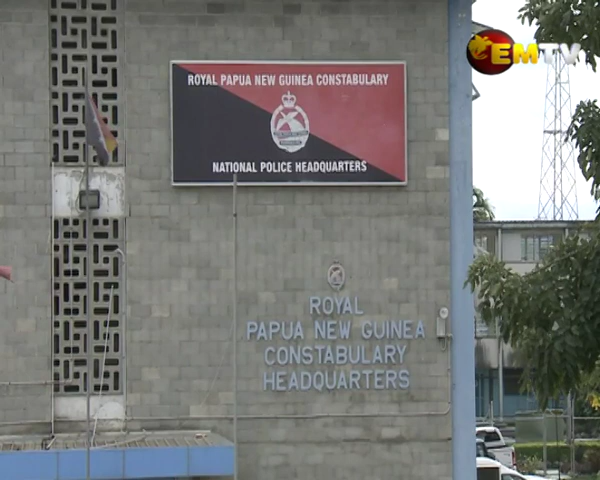 EMTV
ROYAL PAPUA NEW GUINEA CONSTABULARY
NATIONAL POLICE HEADQUARTERS
ROYAL
PAPUA NEW GUINEA
CONSTABULARY
HEADQUARTERS